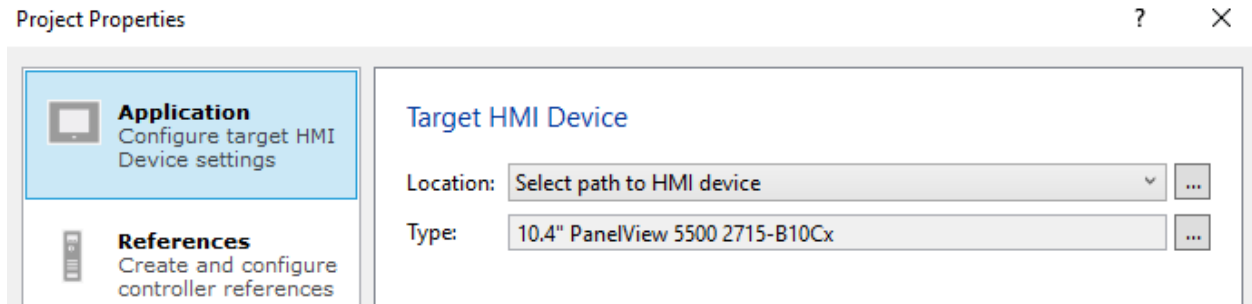 Project Properties
?
Application
Configure target HMI
Device settings
References
Create and configure
controller references
Target HMI Device
Location: Select path to HMI device ...
Type: 10.4" PanelView 5500 2715-B10Cx ...